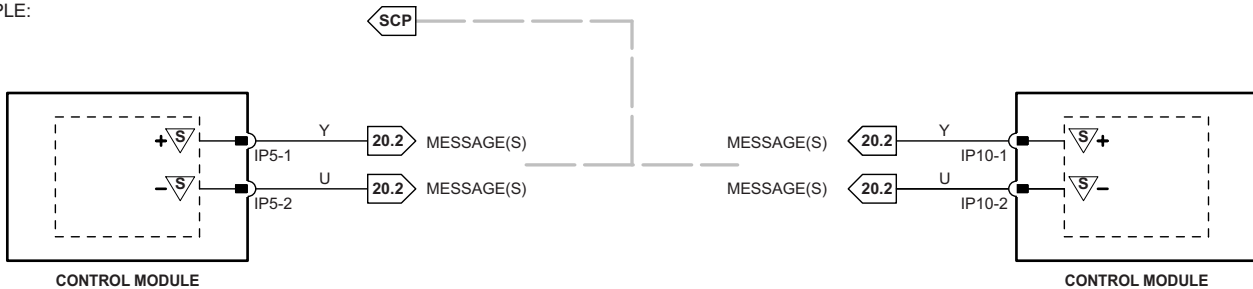 PLE:
SCP
+ S Y 20.2 MESSAGE(S) MESSAGE(S) 20.2 Y S +
IP5-1 IP10-1
– S U 20.2 MESSAGE(S) MESSAGE(S) 20.2 U S –
IP5-2 IP10-2
CONTROL MODULE CONTROL MODULE